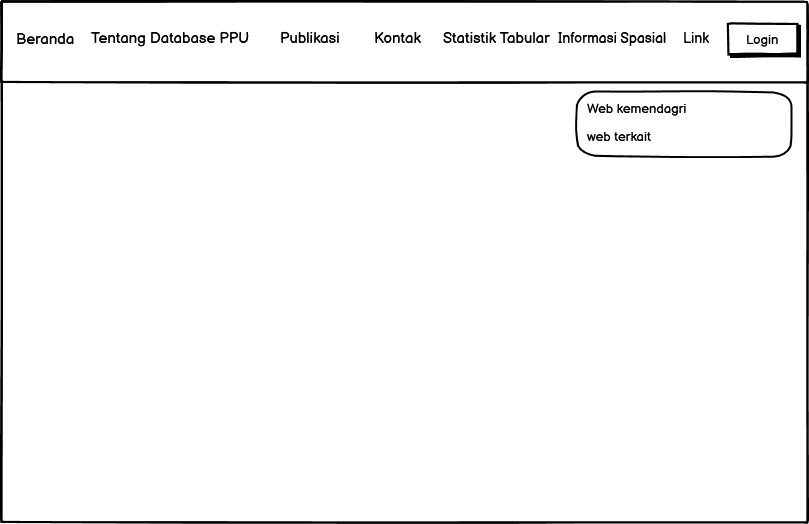 Beranda Tentang Database PPU Publikasi Kontak Statistik Tabular Informasi Spasial Link Login
Web kemendagri
web terkait